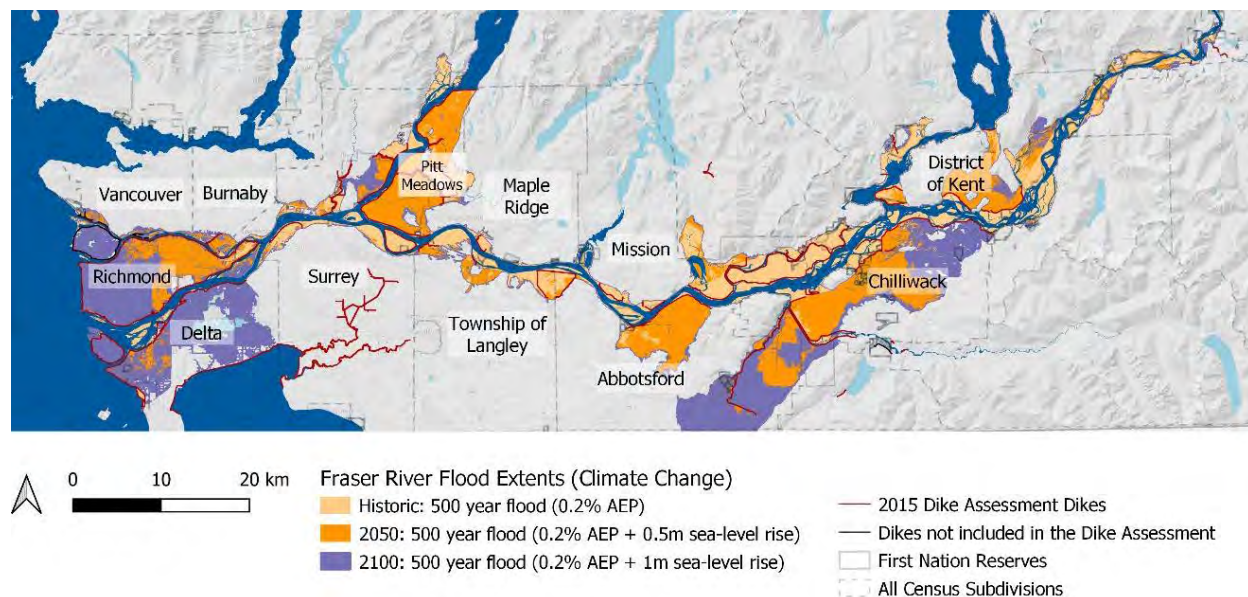 Pitt
Meadows
District
of Kent
Vancouver
Burnaby
Maple
Ridge
Mission
Richmond
Surrey
Chilliwack
Delta
Township of
Langley
Abbotsford
0 10 20 km
Fraser River Flood Extents (Climate Change)
Historic: 500 year flood (0.2% AEP)
2050: 500 year flood (0.2% AEP + 0.5m sea-level rise)
2100: 500 year flood (0.2% AEP + 1m sea-level rise)
2015 Dike Assessment Dikes
Dikes not included in the Dike Assessment
First Nation Reserves
All Census Subdivisions